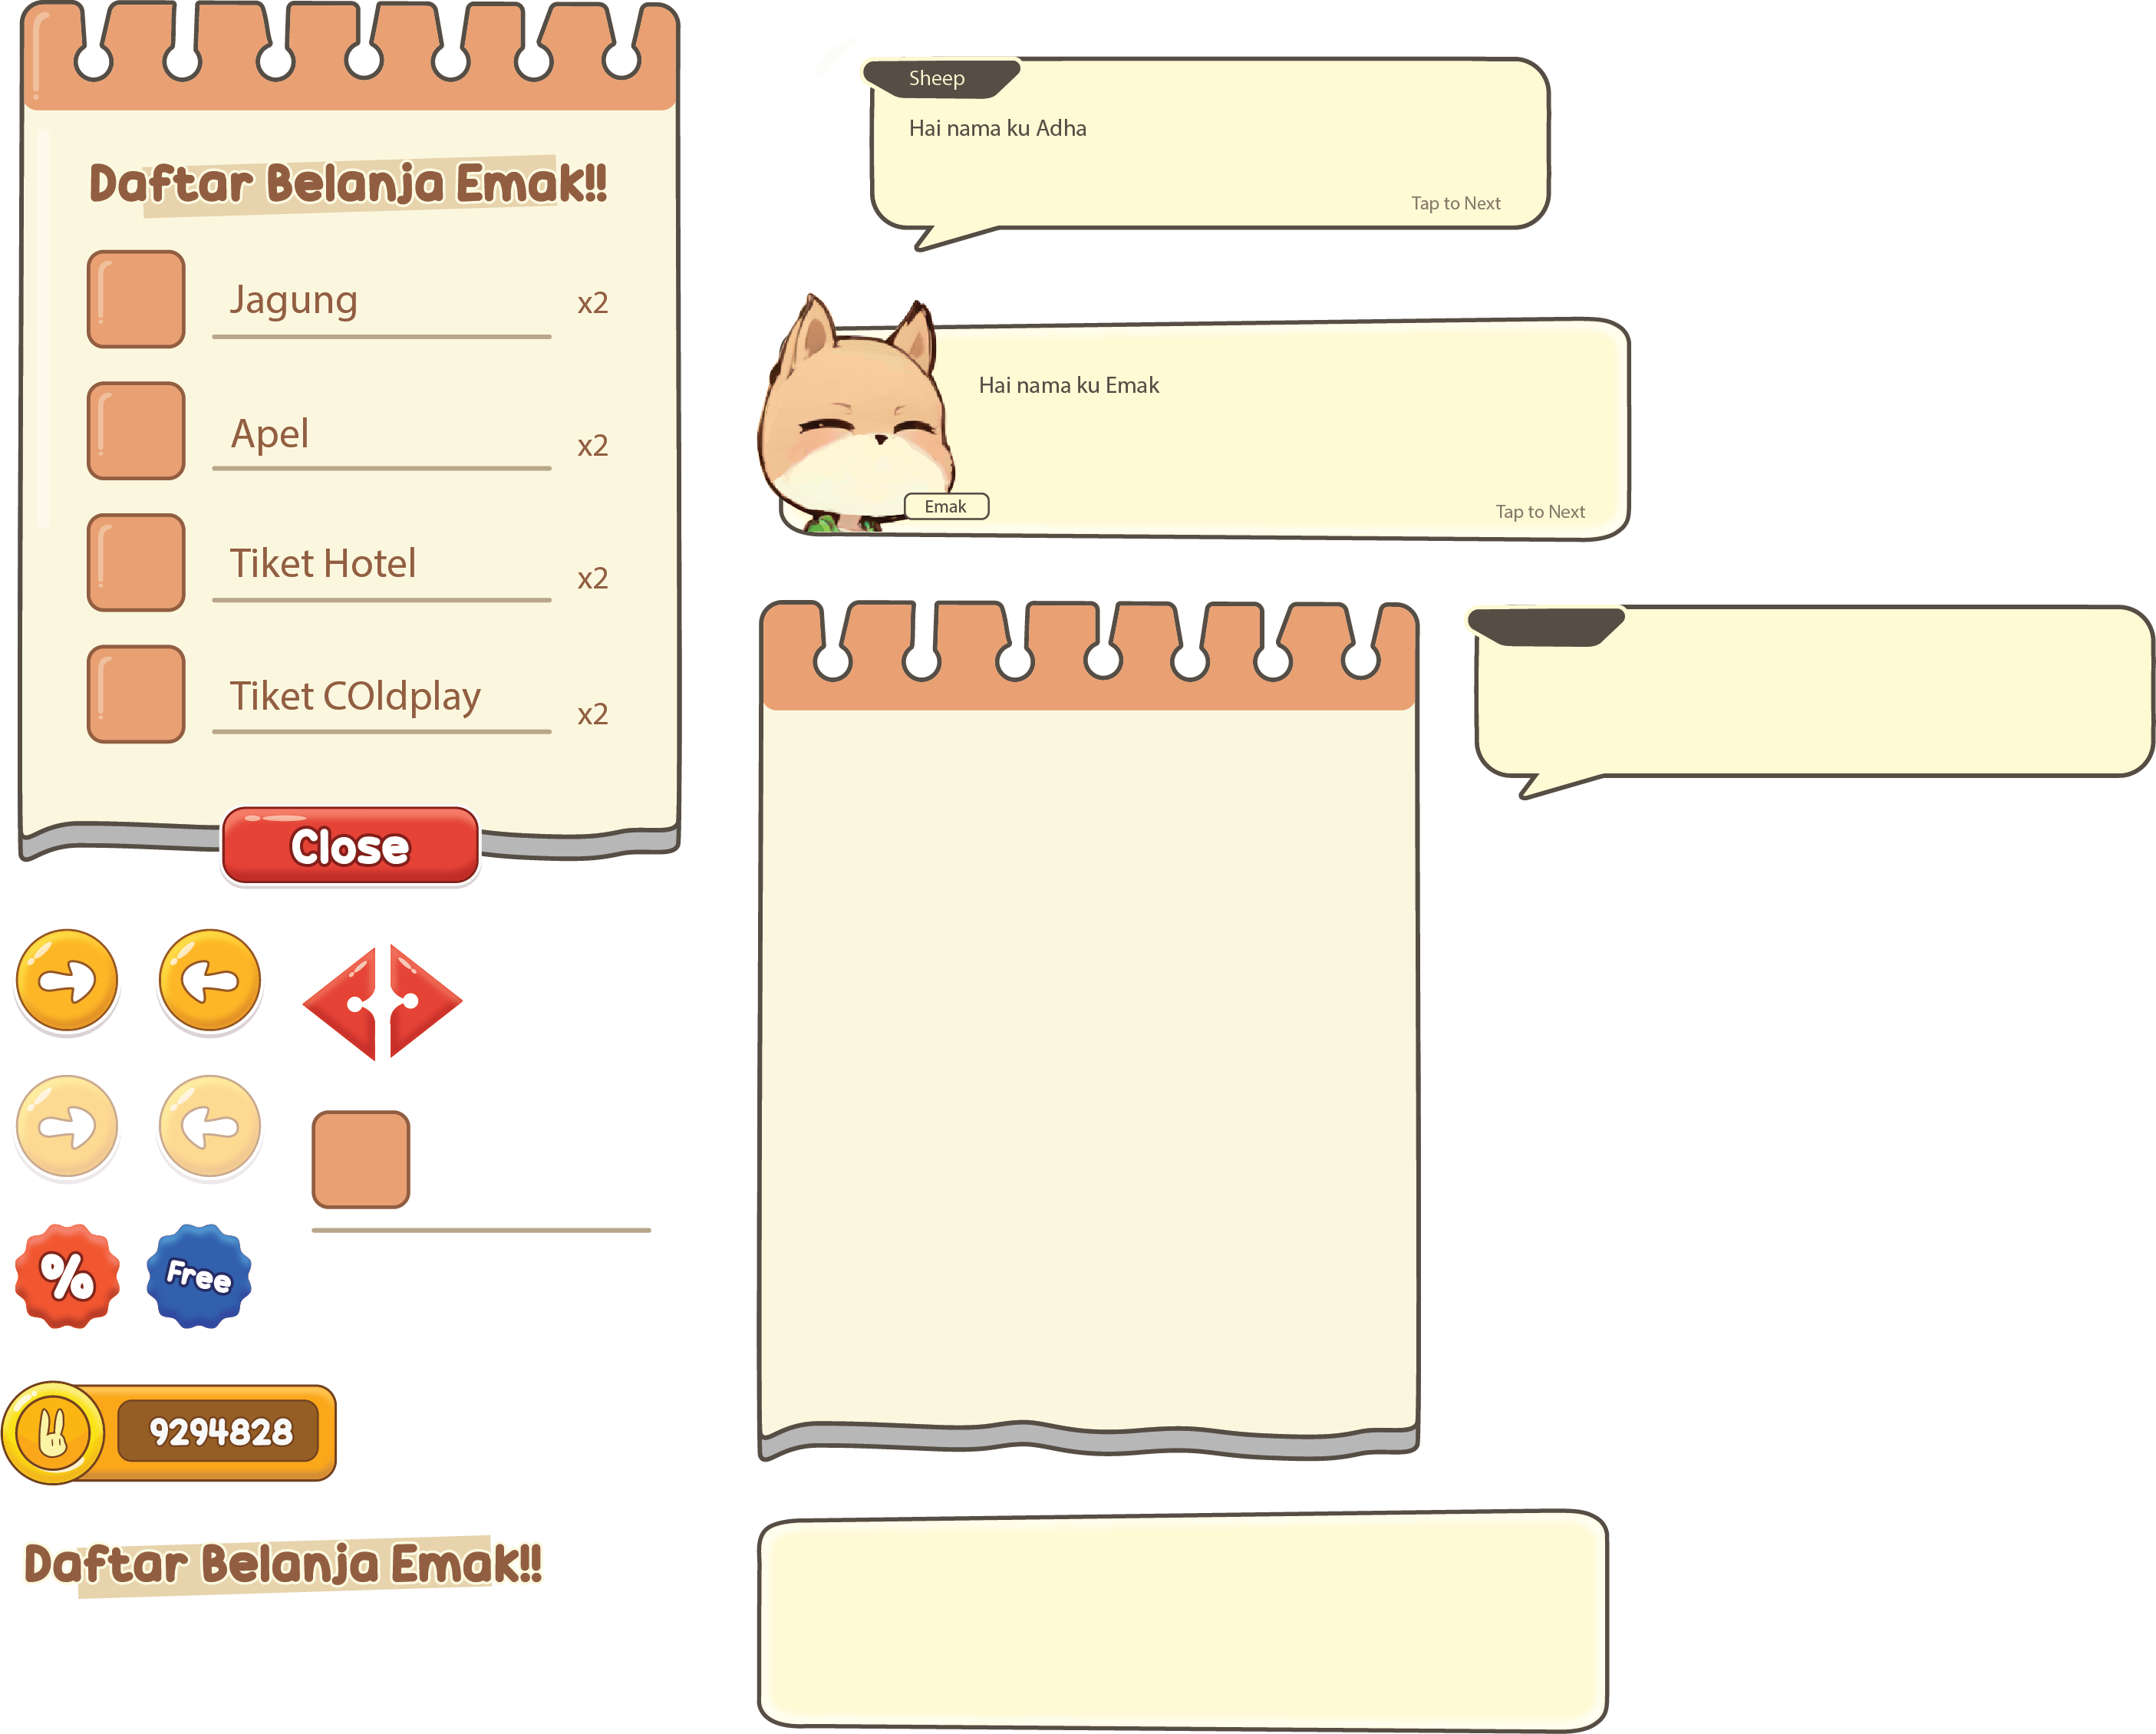 Daftar Belanja Emak!!
Jagung x2
Apel x2
Tiket Hotel x2
Tiket COldplay x2
Close
Sheep
Hai nama ku Adha
Tap to Next
Hai nama ku Emak
Emak
Tap to Next
%
Free
9294828
Daftar Belanja Emak!!